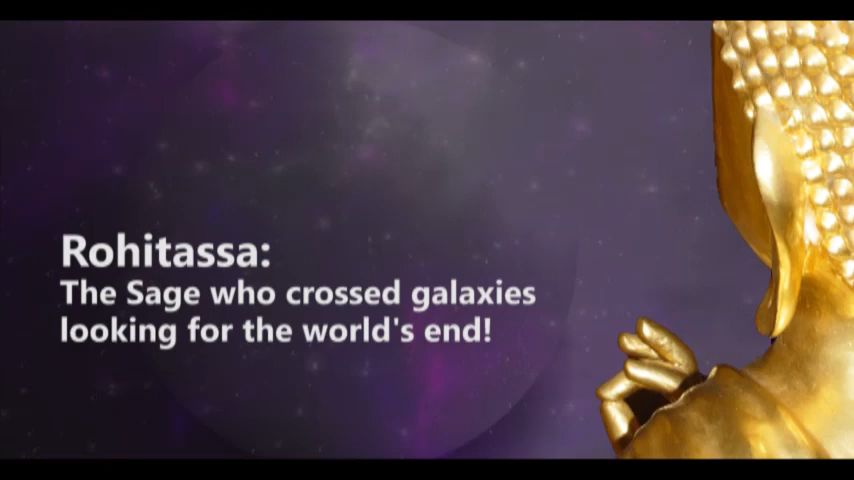 Rohitassa:
The Sage who crossed galaxies
looking for the world's end!